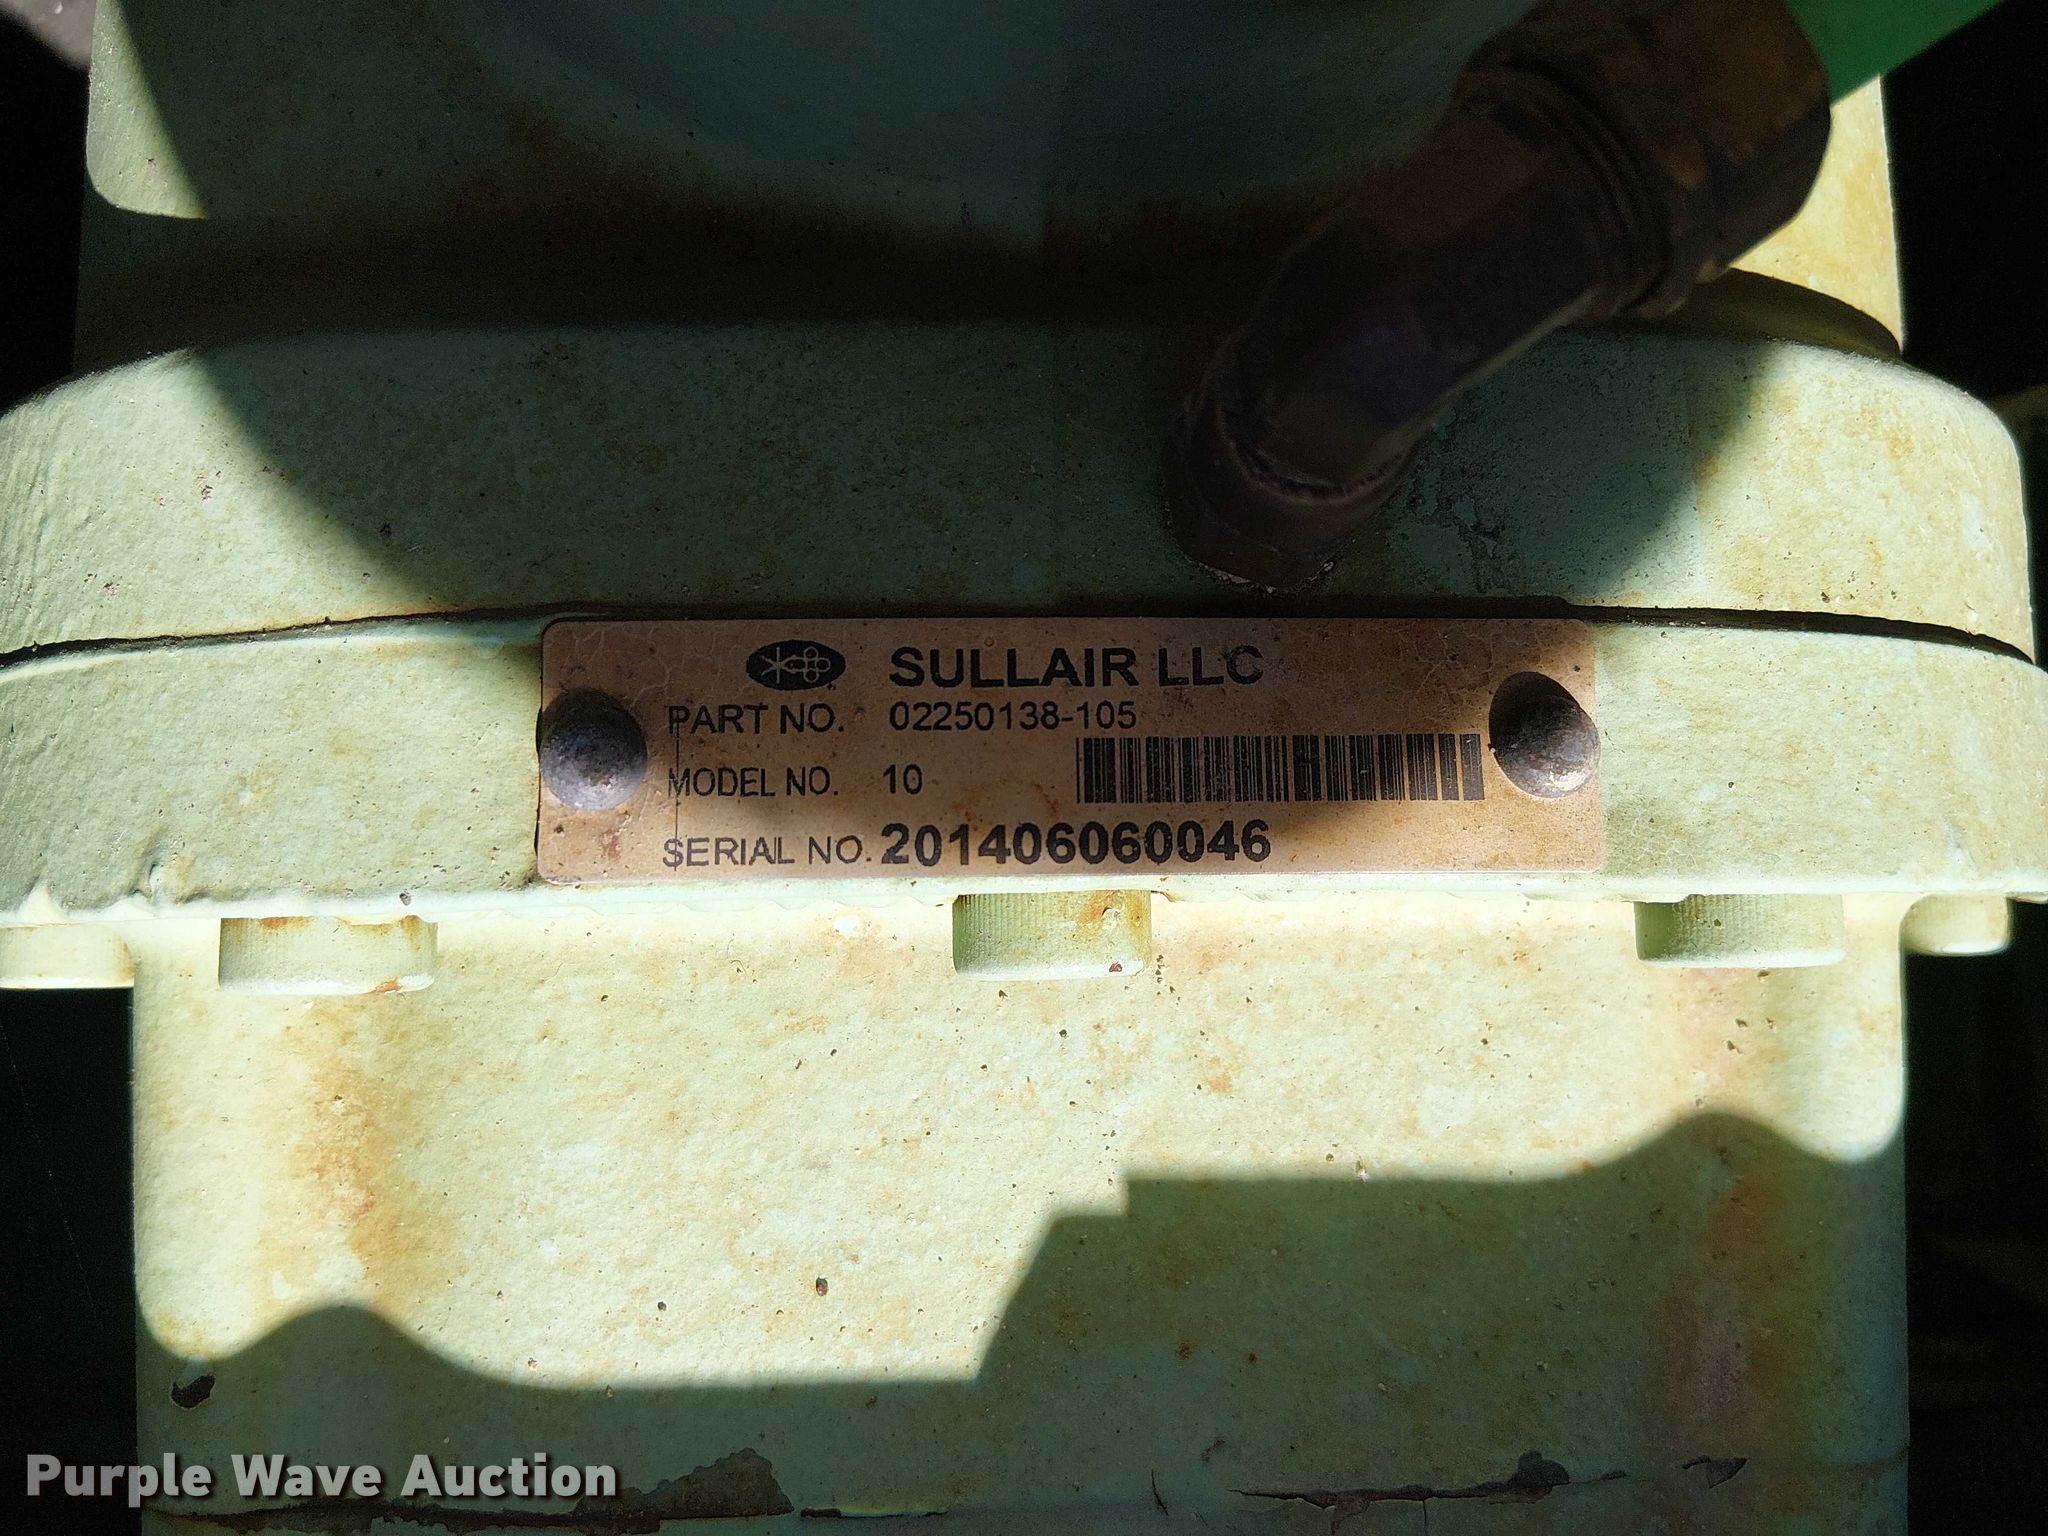 SULLAIR LLC
PART NO. 02250138-105
MODEL NO. 10
SERIAL NO. 201406060046
Purple Wave Auction